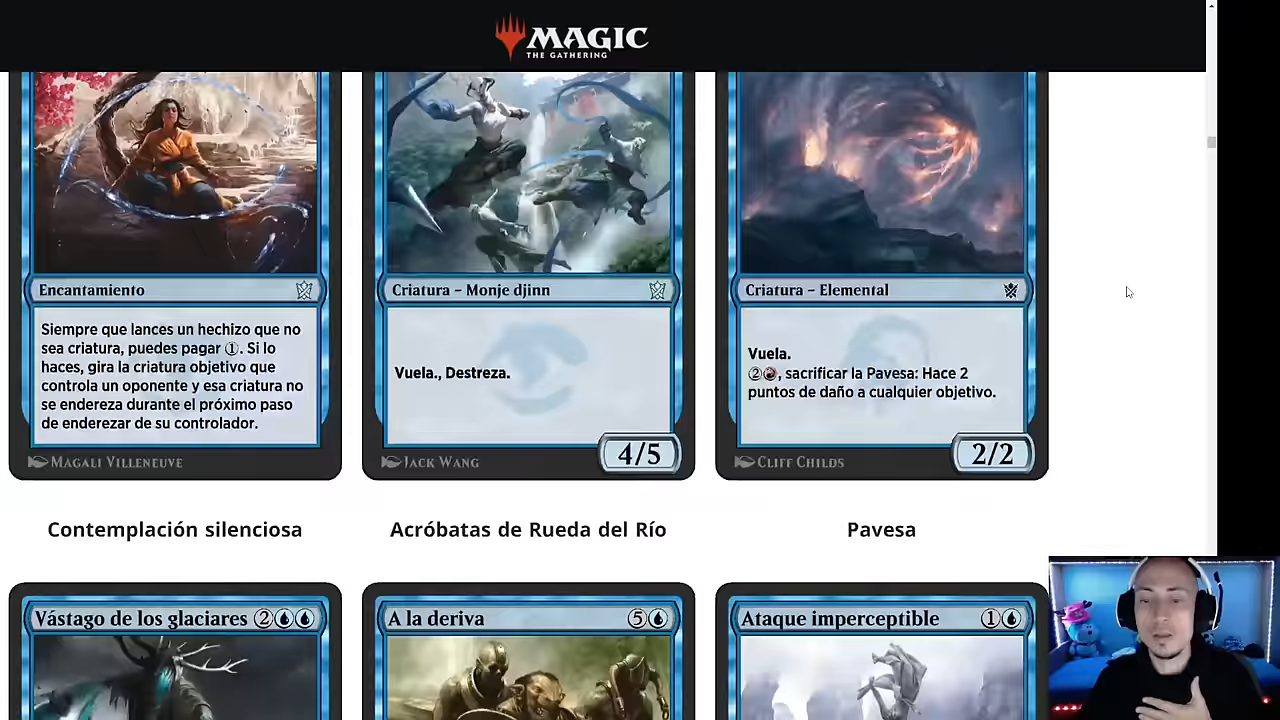 MAGIC
THE GATHERING
Encantamiento
Siempre que lances un hechizo que no
sea criatura, puedes pagar ①. Si lo
haces, gira la criatura objetivo que
controla un oponente y esa criatura no
se endereza durante el próximo paso
de enderezar de su controlador.
MAGALI VILLENEUVE
Criatura – Monje djinn
Vuela., Destreza.
4/5
JACK WANG
Criatura – Elemental
Vuela.
②, sacrificar la Pavesa: Hace 2
puntos de daño a cualquier objetivo.
2/2
CLIFF CHILDS
Contemplación silenciosa
Acróbatas de Rueda del Río
Pavesa
Vástago de los glaciares 2
A la deriva 5
Ataque imperceptible 1